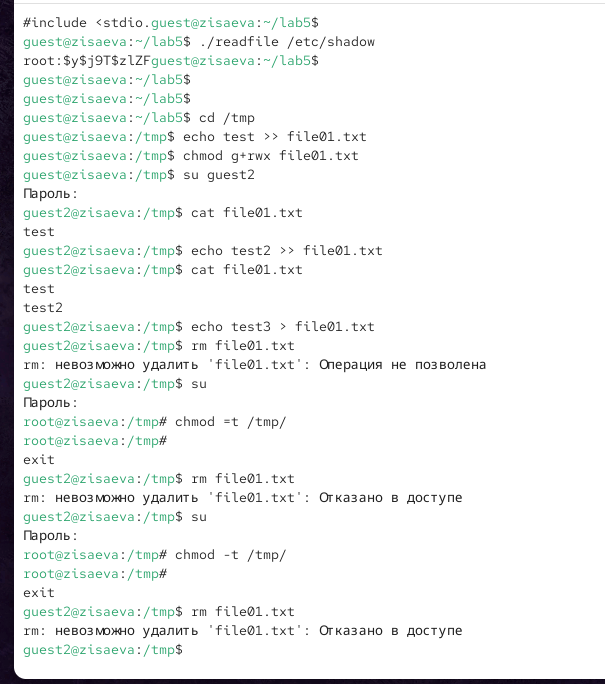 #include <stdio.guest@zisaeva:~/lab5$
guest@zisaeva:~/lab5$ ./readfile /etc/shadow
root:$y$j9T$zlZFguest@zisaeva:~/lab5$
guest@zisaeva:~/lab5$
guest@zisaeva:~/lab5$
guest@zisaeva:~/lab5$ cd /tmp
guest@zisaeva:/tmp$ echo test >> file01.txt
guest@zisaeva:/tmp$ chmod g+rwx file01.txt
guest@zisaeva:/tmp$ su guest2
Пароль:
guest2@zisaeva:/tmp$ cat file01.txt
test
guest2@zisaeva:/tmp$ echo test2 >> file01.txt
guest2@zisaeva:/tmp$ cat file01.txt
test
test2
guest2@zisaeva:/tmp$ echo test3 > file01.txt
guest2@zisaeva:/tmp$ rm file01.txt
rm: невозможно удалить 'file01.txt': Операция не позволена
guest2@zisaeva:/tmp$ su
Пароль:
root@zisaeva:/tmp# chmod =t /tmp/
root@zisaeva:/tmp#
exit
guest2@zisaeva:/tmp$ rm file01.txt
rm: невозможно удалить 'file01.txt': Отказано в доступе
guest2@zisaeva:/tmp$ su
Пароль:
root@zisaeva:/tmp# chmod -t /tmp/
root@zisaeva:/tmp#
exit
guest2@zisaeva:/tmp$ rm file01.txt
rm: невозможно удалить 'file01.txt': Отказано в доступе
guest2@zisaeva:/tmp$